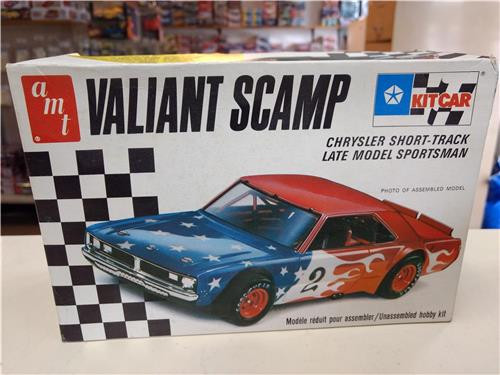 amt
VALIANT SCAMP
KITCAR
CHRYSLER SHORT-TRACK
LATE MODEL SPORTSMAN
PHOTO OF ASSEMBLED MODEL
2
Modèle réduit pour assembler/Unassembled hobby kit